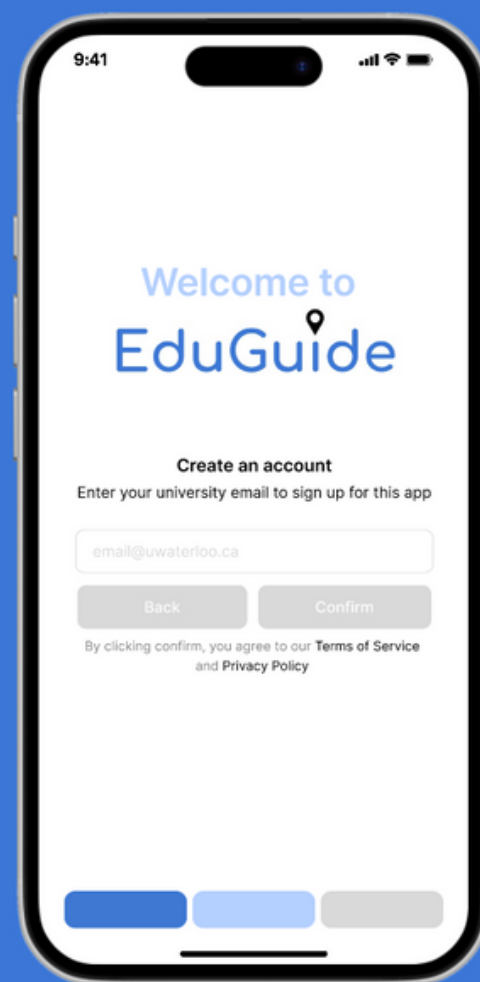 9:41
Welcome to
EduGuide
Create an account
Enter your university email to sign up for this app
email@uwaterloo.ca
Back
Confirm
By clicking confirm, you agree to our Terms of Service
and Privacy Policy